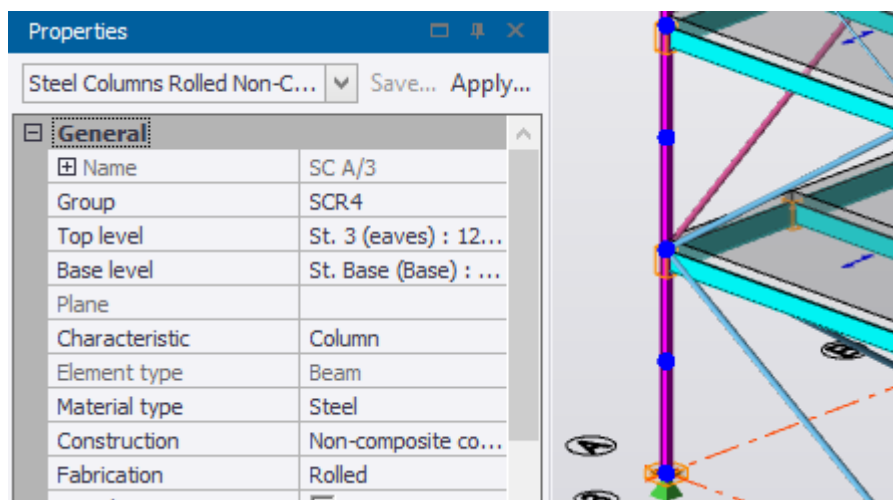 Properties
Steel Columns Rolled Non-C... Save... Apply...
General
Name SC A/3
Group SCR4
Top level St. 3 (eaves) : 12...
Base level St. Base (Base) : ...
Plane
Characteristic Column
Element type Beam
Material type Steel
Construction Non-composite co...
Fabrication Rolled
B
A